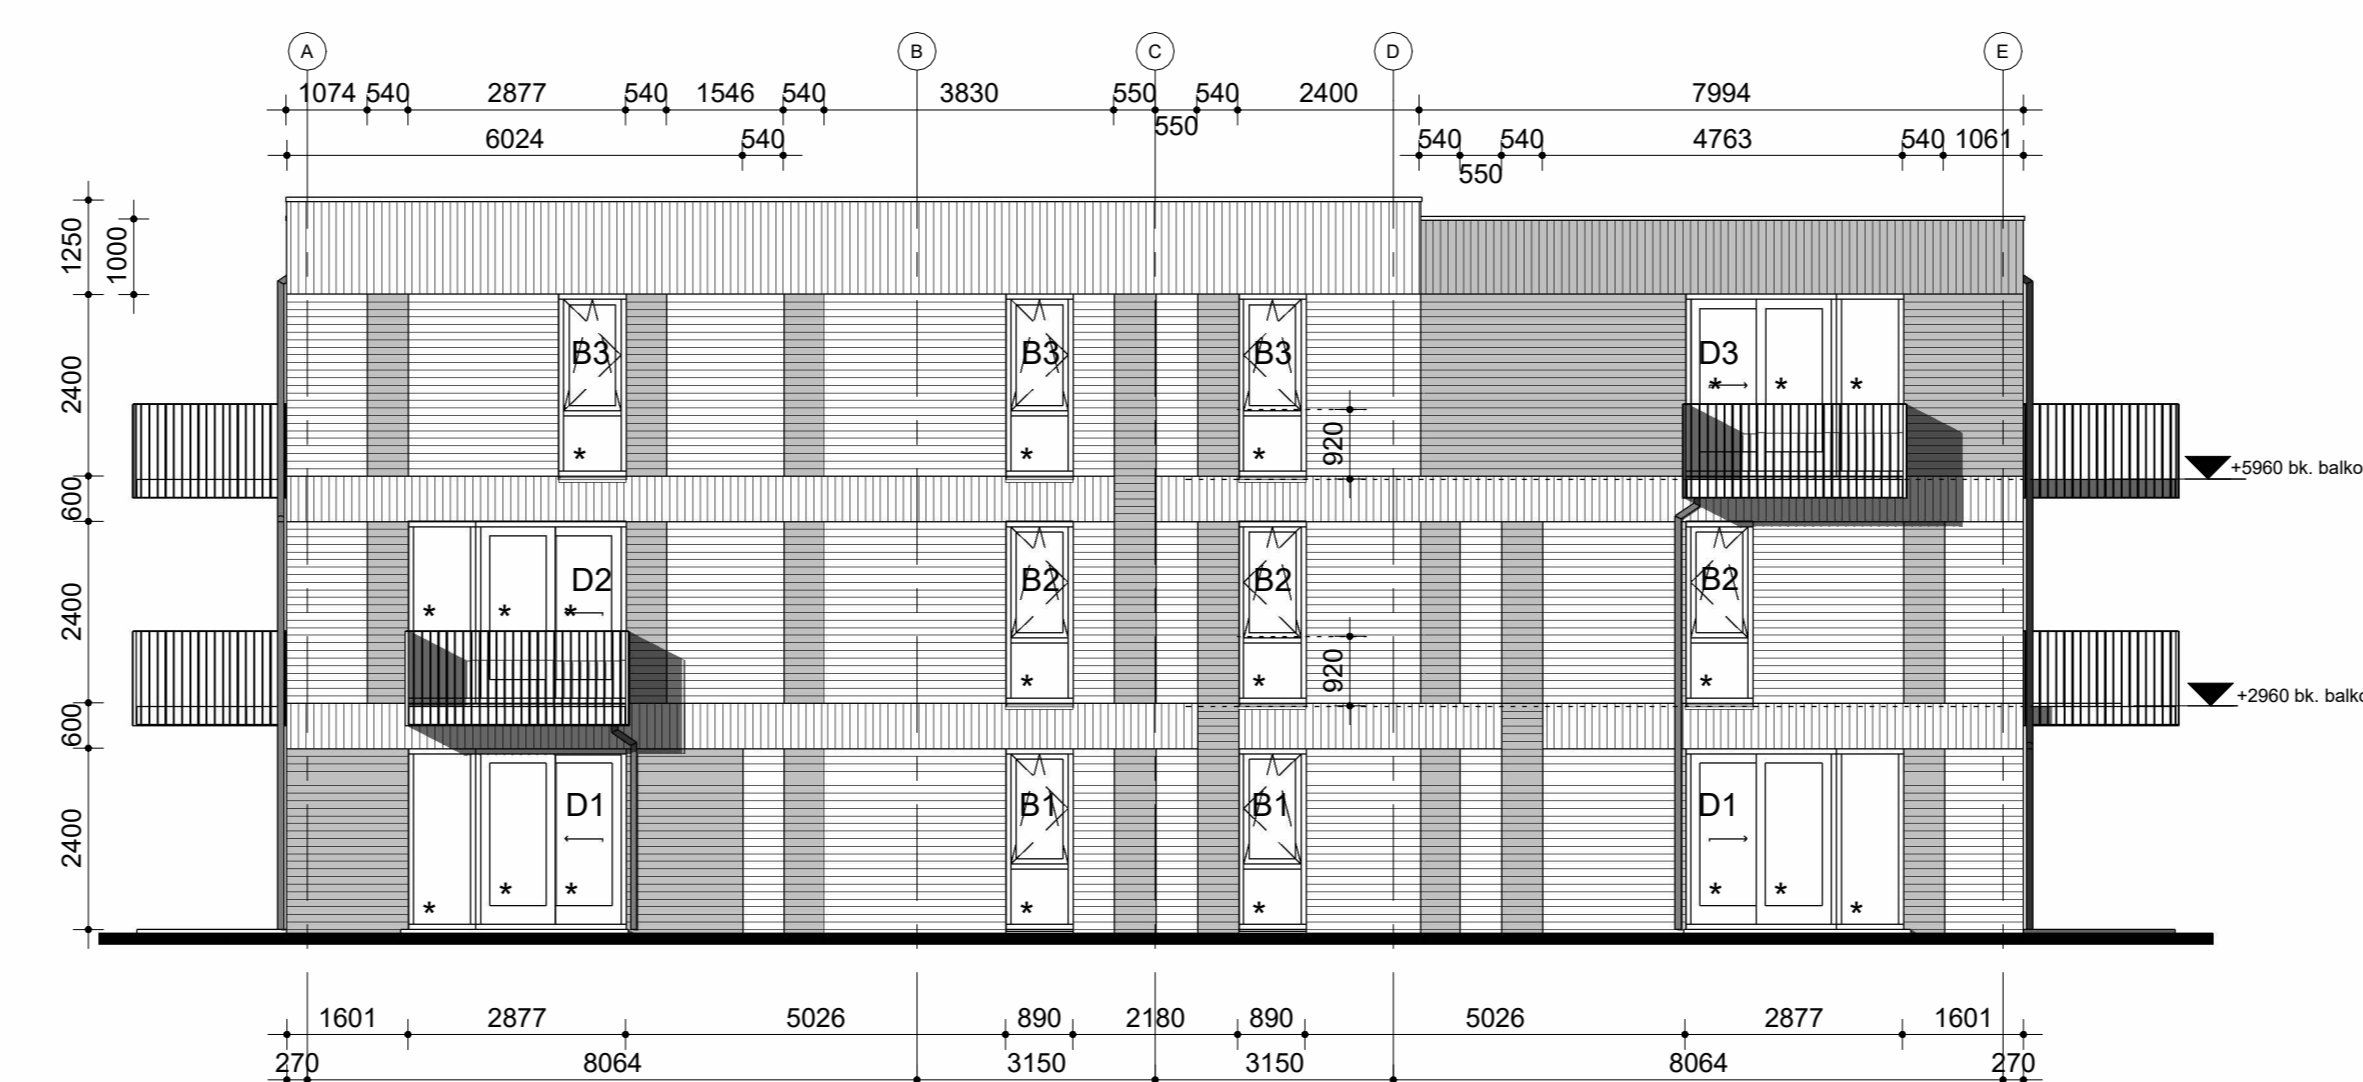 A B C D E
1074 540 2877 540 1546 540 3830 550 540 2400 7994
550
6024 540 540 540 4763 540 1061
550
1250
1000
2400
600
2400
600
2400
B3 B3 B3 D3
* * *
920
* * *
+5960 bk. balko
D2 B2 B2 B2
* * *
920
* * *
+2960 bk. balko
D1 B1 B1 D1
* * * *
* * * *
1601 2877 5026 890 2180 890 5026 2877 1601
270 8064 3150 3150 8064 270